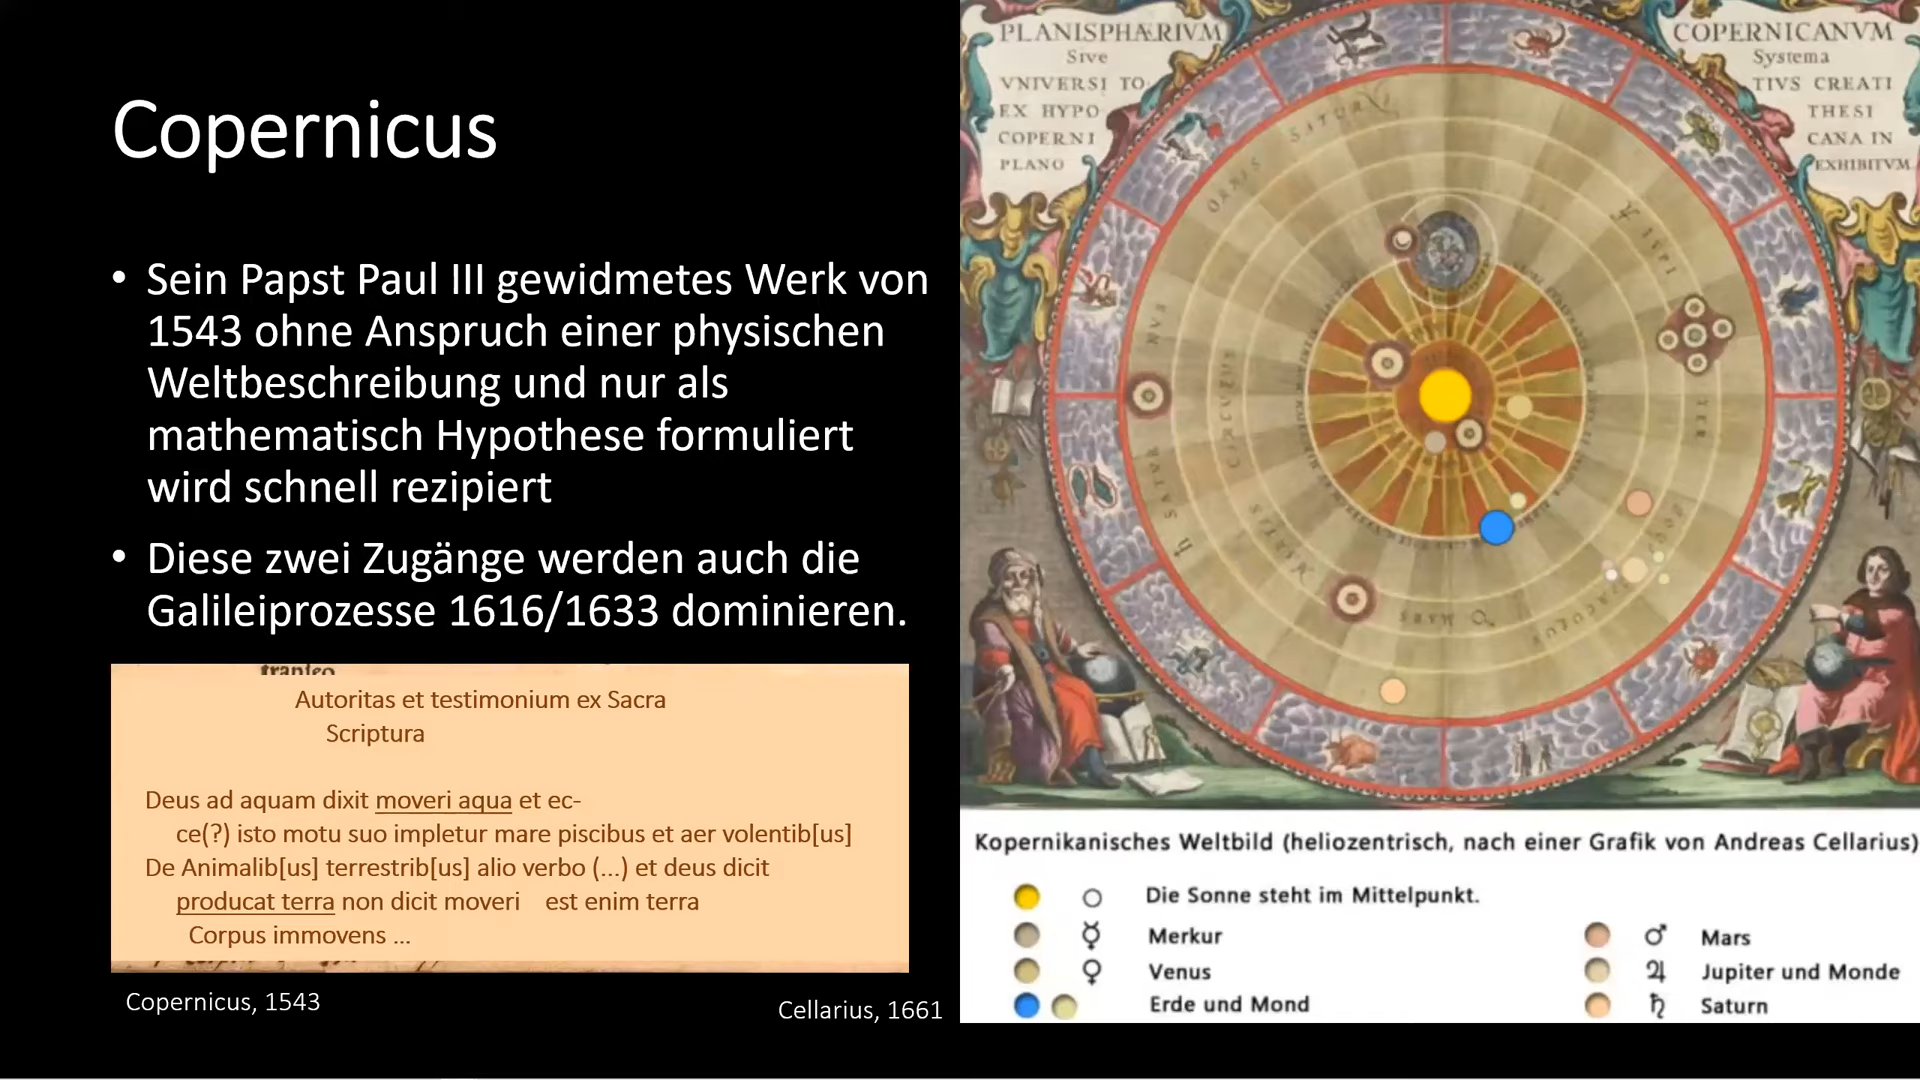 Copernicus
• Sein Papst Paul III gewidmetes Werk von
1543 ohne Anspruch einer physischen
Weltbeschreibung und nur als
mathematisch Hypothese formuliert
wird schnell rezipiert
• Diese zwei Zugänge werden auch die
Galileiprozesse 1616/1633 dominieren.
Autoritas et testimonium ex Sacra
Scriptura
Deus ad aquam dixit moveri aqua et ec-
ce(?) isto motu suo impletur mare piscibus et aer volentib[us]
De Animalib[us] terrestrib[us] alio verbo (...) et deus dicit
producat terra non dicit moveri est enim terra
Corpus immovens ...
Copernicus, 1543
Cellarius, 1661
PLANISPHÆRIVM
Sive
VNIVERSI TO
EX HYPO
COPERNI
PLANO
COPERNICANVM
Systema
TIVS CREATI
THESI
CANA IN
EXHIBITVM
Kopernikanisches Weltbild (heliozentrisch, nach einer Grafik von Andreas Cellarius)
Die Sonne steht im Mittelpunkt.
☿ Merkur
♀ Venus
Erde und Mond
♂ Mars
♃ Jupiter und Monde
♄ Saturn